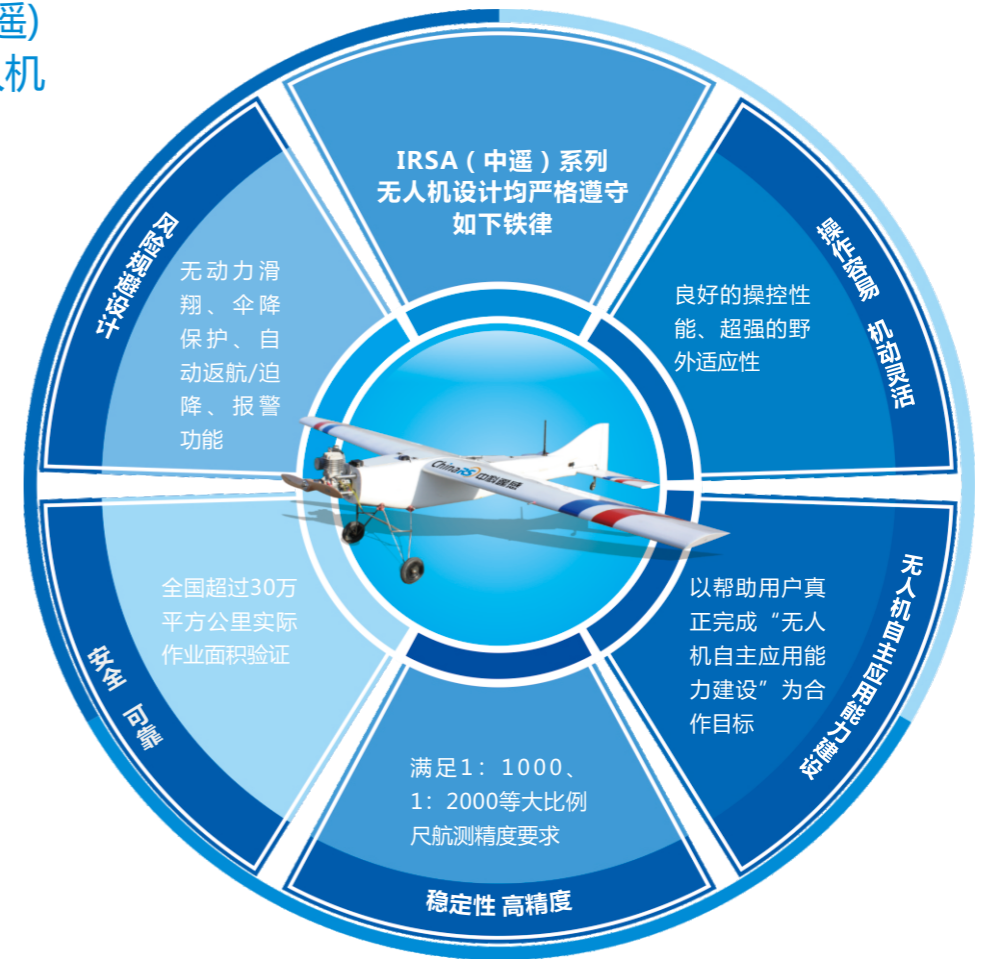 遥)
人机
IRSA（中遥）系列
无人机设计均严格遵守
如下铁律
操作容易 机动灵活
良好的操控性
能、超强的野
外适应性
无人机自主应用能力建设
以帮助用户真
正完成“无人
机自主应用能
力建设”为合
作目标
满足1：1000、
1：2000等大比例
尺航测精度要求
稳定性 高精度
安全 可靠
全国超过30万
平方公里实际
作业面积验证
风险规避设计
无动力滑
翔、伞降
保护、自
动返航/迫
降、报警
功能
ChinaRS 中科遥感